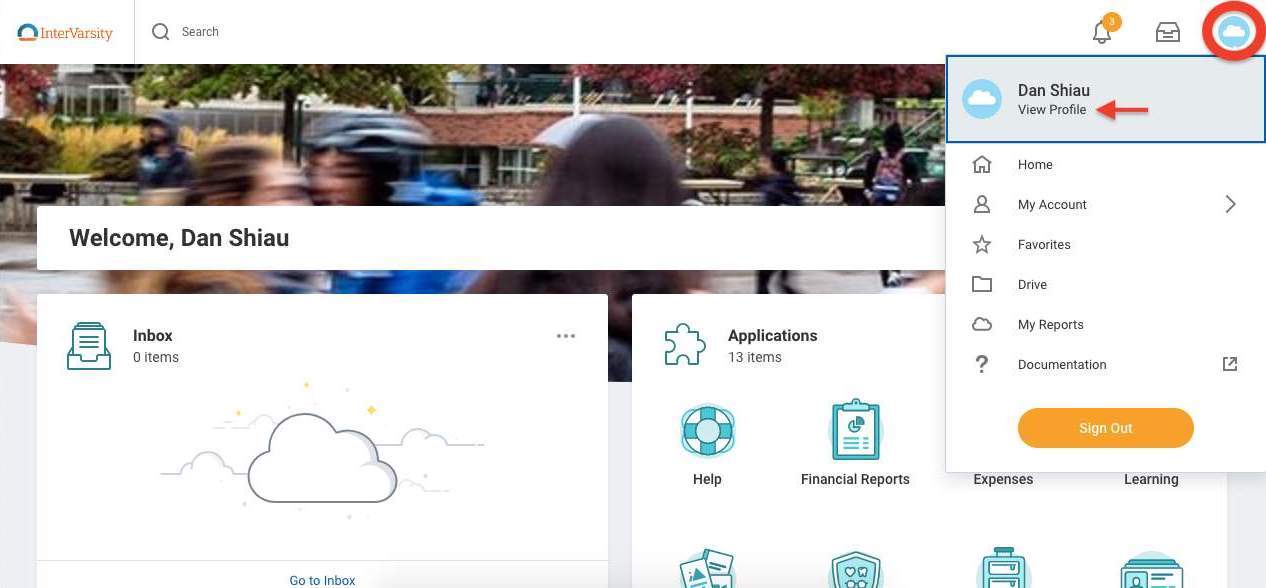 InterVarsity
Search
3
Dan Shiau
View Profile
Home
My Account
Favorites
Drive
My Reports
Documentation
Sign Out
Welcome, Dan Shiau
Inbox
0 items
Go to Inbox
Applications
13 items
Help
Financial Reports
Expenses
Learning